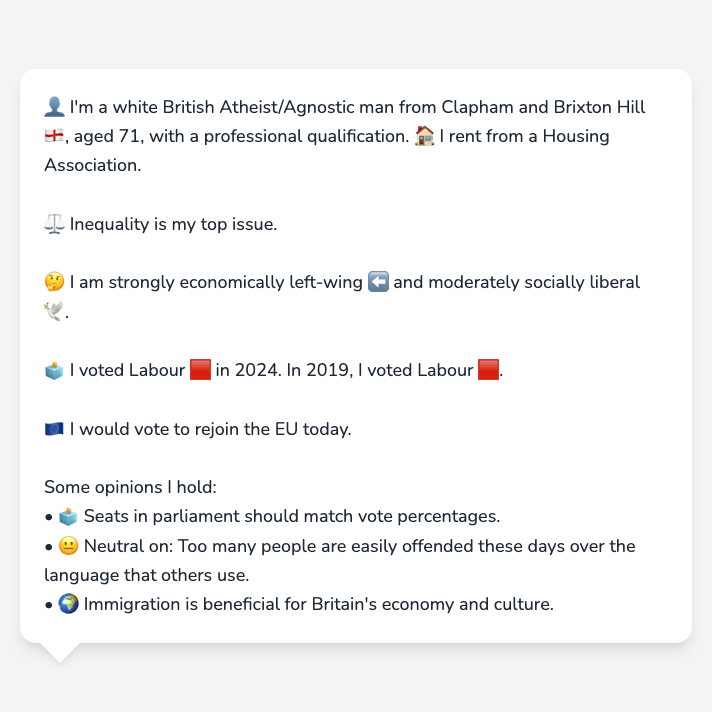 👤 I'm a white British Atheist/Agnostic man from Clapham and Brixton Hill
🏴󠁧󠁢󠁥󠁮󠁧󠁿, aged 71, with a professional qualification. 🏠 I rent from a Housing
Association.
⚖️ Inequality is my top issue.
🤔 I am strongly economically left-wing ⬅️ and moderately socially liberal
🕊️.
🗳️ I voted Labour 🟥 in 2024. In 2019, I voted Labour 🟥.
🇪🇺 I would vote to rejoin the EU today.
Some opinions I hold:
• 🗳️ Seats in parliament should match vote percentages.
• 😐 Neutral on: Too many people are easily offended these days over the
language that others use.
• 🌍 Immigration is beneficial for Britain's economy and culture.